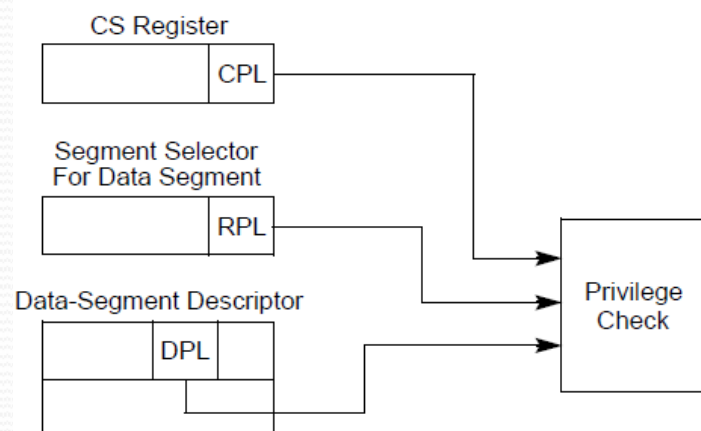 CS Register
CPL
Segment Selector
For Data Segment
RPL
Data-Segment Descriptor
DPL
Privilege
Check